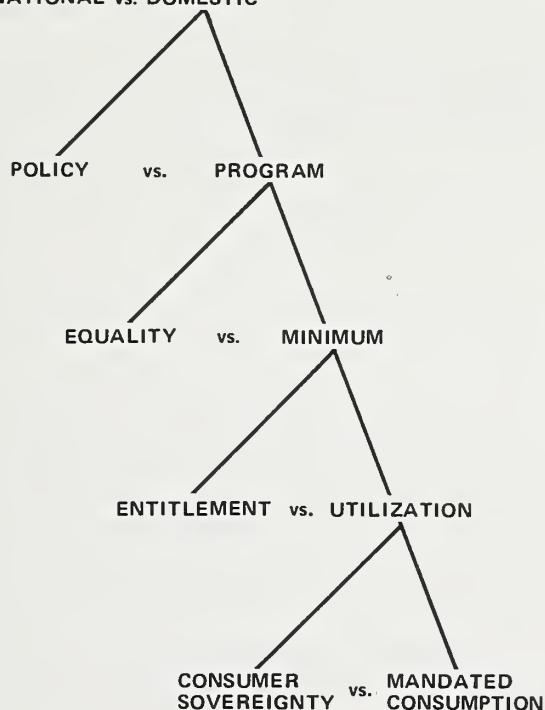 NATIONAL vs. DOMESTIC
POLICY vs. PROGRAM
EQUALITY vs. MINIMUM
ENTITLEMENT vs. UTILIZATION
CONSUMER SOVEREIGNTY vs. MANDATED CONSUMPTION